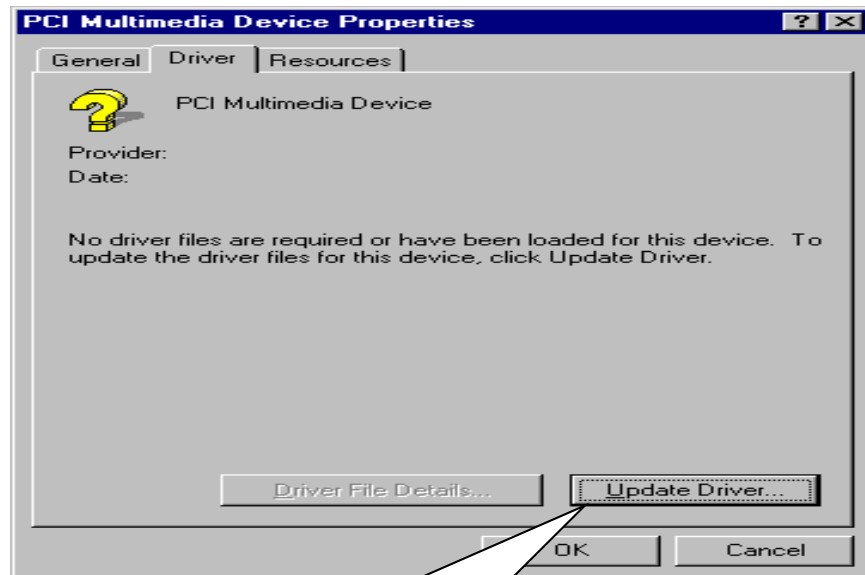 PCI Multimedia Device Properties
General Driver Resources
PCI Multimedia Device
Provider:
Date:
No driver files are required or have been loaded for this device. To
update the driver files for this device, click Update Driver.
Driver File Details... Update Driver...
OK Cancel